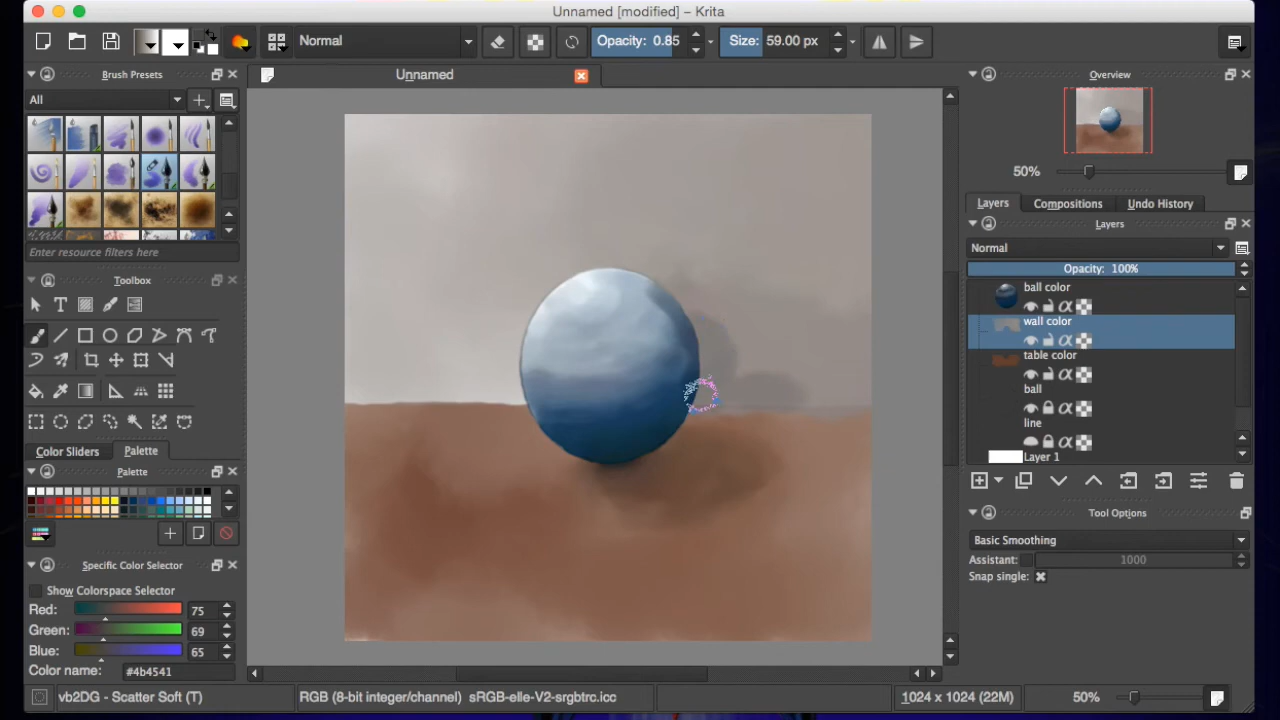 Unnamed [modified] – Krita
Normal
Opacity: 0.85
Size: 59.00 px
Brush Presets
Unnamed
Overview
All
50%
Layers
Compositions
Undo History
Layers
Enter resource filters here
Normal
Toolbox
Opacity: 100%
ball color
wall color
table color
ball
line
Layer 1
Color Sliders
Palette
Palette
Tool Options
Basic Smoothing
Assistant:
1000
Snap single:
Specific Color Selector
Show Colorspace Selector
Red:
75
Green:
69
Blue:
65
Color name:
#4b4541
vb2DG - Scatter Soft (T)
RGB (8-bit integer/channel) sRGB-elle-V2-srgbtrc.icc
1024 x 1024 (22M)
50%